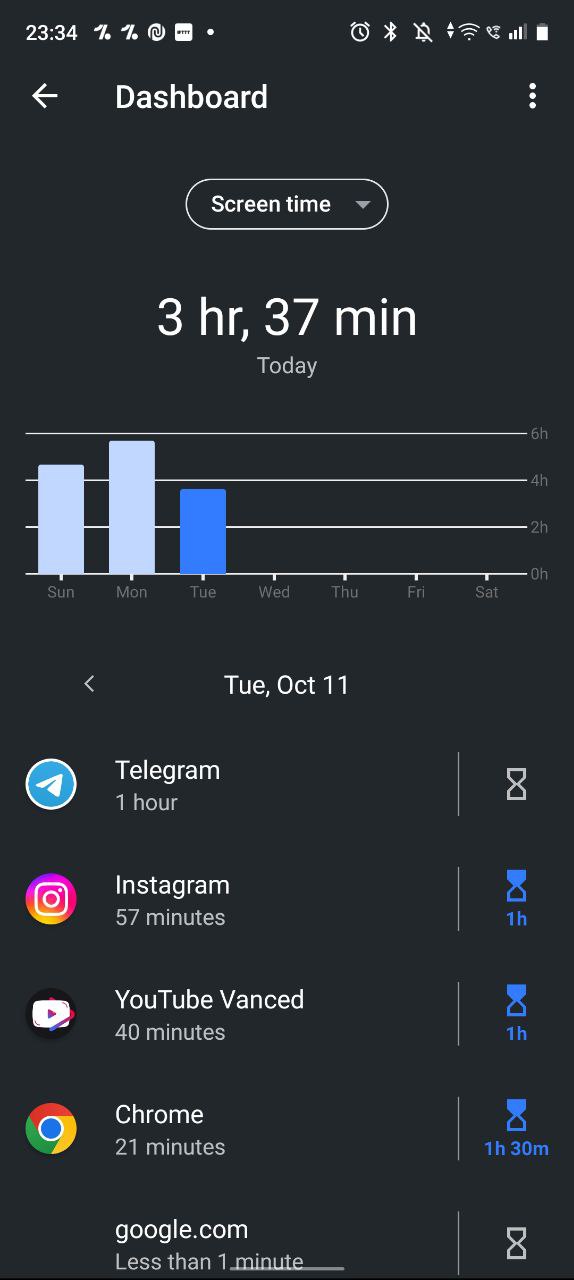 23:34
Dashboard
Screen time
3 hr, 37 min
Today
6h
4h
2h
0h
Sun Mon Tue Wed Thu Fri Sat
Tue, Oct 11
Telegram
1 hour
Instagram
57 minutes
1h
YouTube Vanced
40 minutes
1h
Chrome
21 minutes
1h 30m
google.com
Less than 1 minute